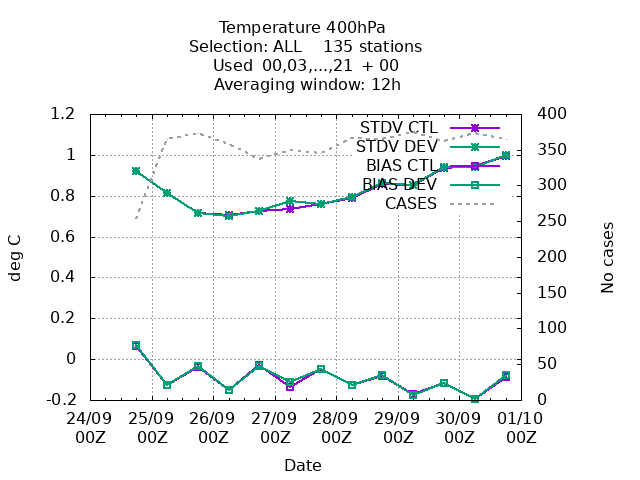 Temperature 400hPa
Selection: ALL 135 stations
Used 00,03,...,21 + 00
Averaging window: 12h
STDV CTL
STDV DEV
BIAS CTL
BIAS DEV
CASES
1.2
1
0.8
0.6
0.4
0.2
0
-0.2
deg C
400
350
300
250
200
150
100
50
0
No cases
24/09 25/09 26/09 27/09 28/09 29/09 30/09 01/10
00Z 00Z 00Z 00Z 00Z 00Z 00Z 00Z
Date